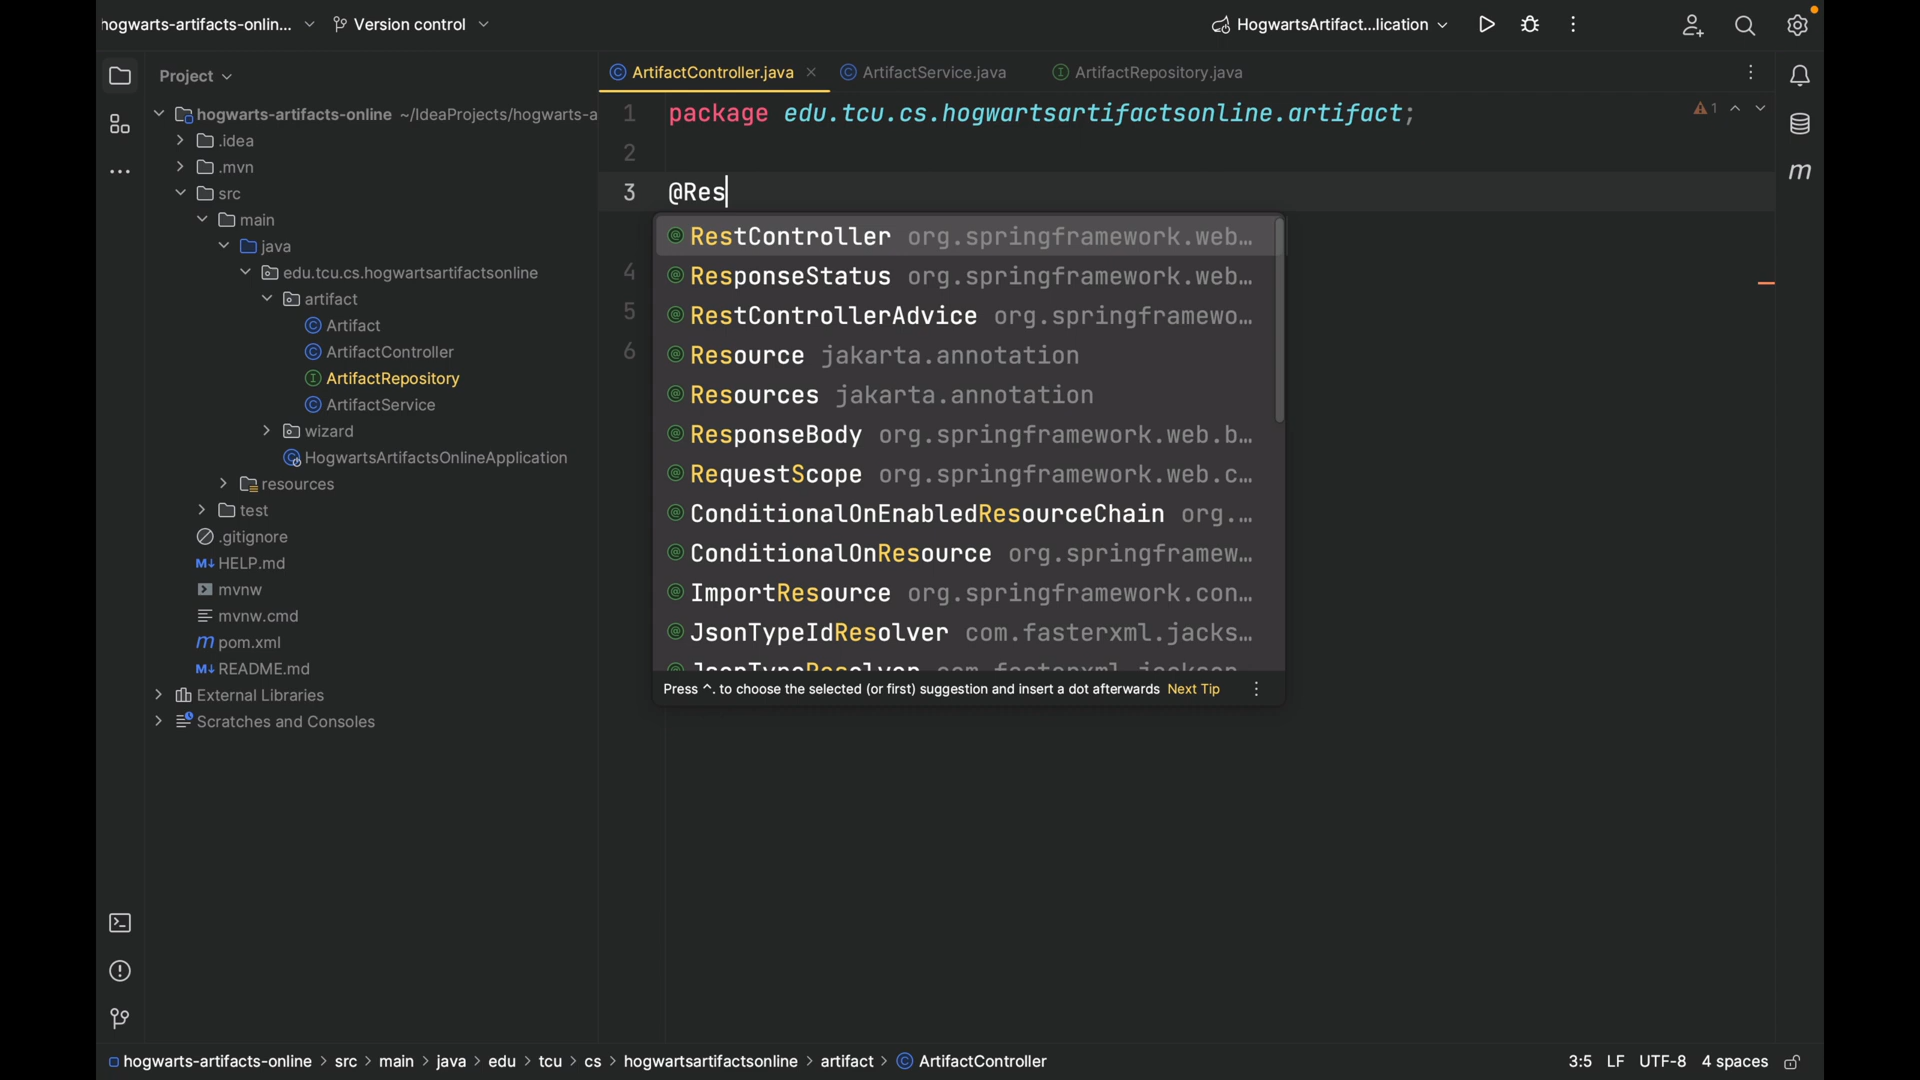 hogwarts-artifacts-onlin... Version control HogwartsArtifact...lication
Project
ArtifactController.java ArtifactService.java ArtifactRepository.java
hogwarts-artifacts-online ~/IdeaProjects/hogwarts-a
.idea
.mvn
src
main
java
edu.tcu.cs.hogwartsartifactsonline
artifact
Artifact
ArtifactController
ArtifactRepository
ArtifactService
wizard
HogwartsArtifactsOnlineApplication
resources
test
.gitignore
HELP.md
mvnw
mvnw.cmd
pom.xml
README.md
External Libraries
Scratches and Consoles
1 package edu.tcu.cs.hogwartsartifactsonline.artifact; 1
2
3 @Res
4
5
6
RestController org.springframework.web...
ResponseStatus org.springframework.web...
RestControllerAdvice org.springframewo...
Resource jakarta.annotation
Resources jakarta.annotation
ResponseBody org.springframework.web.b...
RequestScope org.springframework.web.c...
ConditionalOnEnabledResourceChain org....
ConditionalOnResource org.springframew...
ImportResource org.springframework.con...
JsonTypeIdResolver com.fasterxml.jacks...
JsonTypeResolver com.fasterxml.jackson
Press ^. to choose the selected (or first) suggestion and insert a dot afterwards Next Tip
hogwarts-artifacts-online > src > main > java > edu > tcu > cs > hogwartsartifactsonline > artifact > ArtifactController 3:5 LF UTF-8 4 spaces